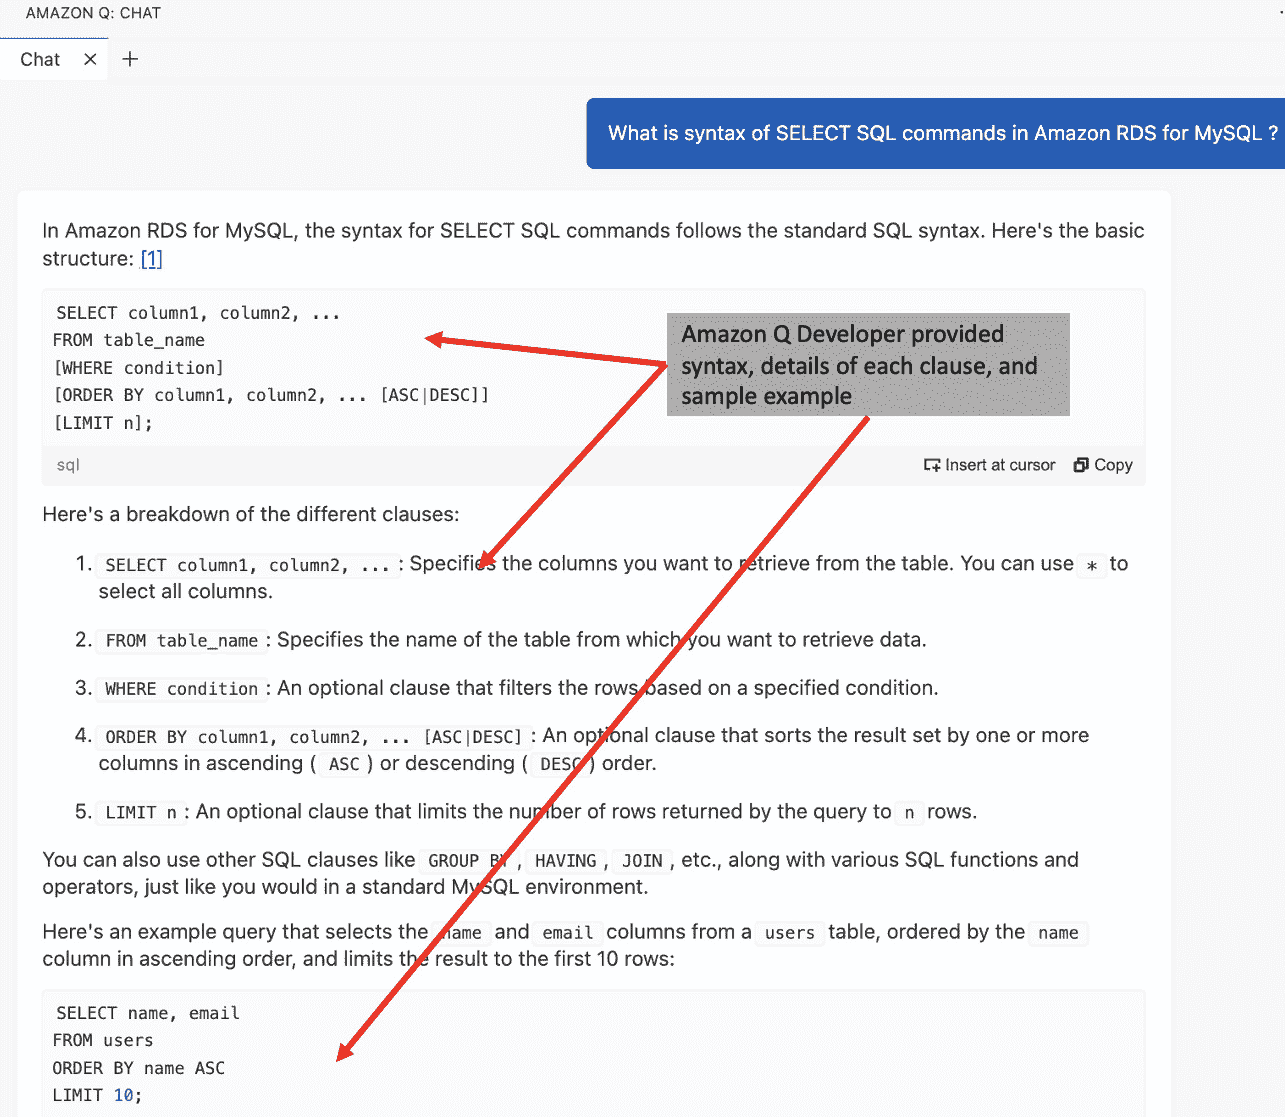 AMAZON Q: CHAT
Chat
What is syntax of SELECT SQL commands in Amazon RDS for MySQL ?
In Amazon RDS for MySQL, the syntax for SELECT SQL commands follows the standard SQL syntax. Here's the basic
structure: [1]
SELECT column1, column2, ...
FROM table_name
[WHERE condition]
[ORDER BY column1, column2, ... [ASC|DESC]]
[LIMIT n];
Amazon Q Developer provided
syntax, details of each clause, and
sample example
sql
Insert at cursor
Copy
Here's a breakdown of the different clauses:
1. SELECT column1, column2, ... : Specifies the columns you want to retrieve from the table. You can use * to
select all columns.
2. FROM table_name : Specifies the name of the table from which you want to retrieve data.
3. WHERE condition : An optional clause that filters the rows based on a specified condition.
4. ORDER BY column1, column2, ... [ASC|DESC] : An optional clause that sorts the result set by one or more
columns in ascending ( ASC ) or descending ( DESC ) order.
5. LIMIT n : An optional clause that limits the number of rows returned by the query to n rows.
You can also use other SQL clauses like GROUP BY , HAVING , JOIN , etc., along with various SQL functions and
operators, just like you would in a standard MySQL environment.
Here's an example query that selects the name and email columns from a users table, ordered by the name
column in ascending order, and limits the result to the first 10 rows:
SELECT name, email
FROM users
ORDER BY name ASC
LIMIT 10;